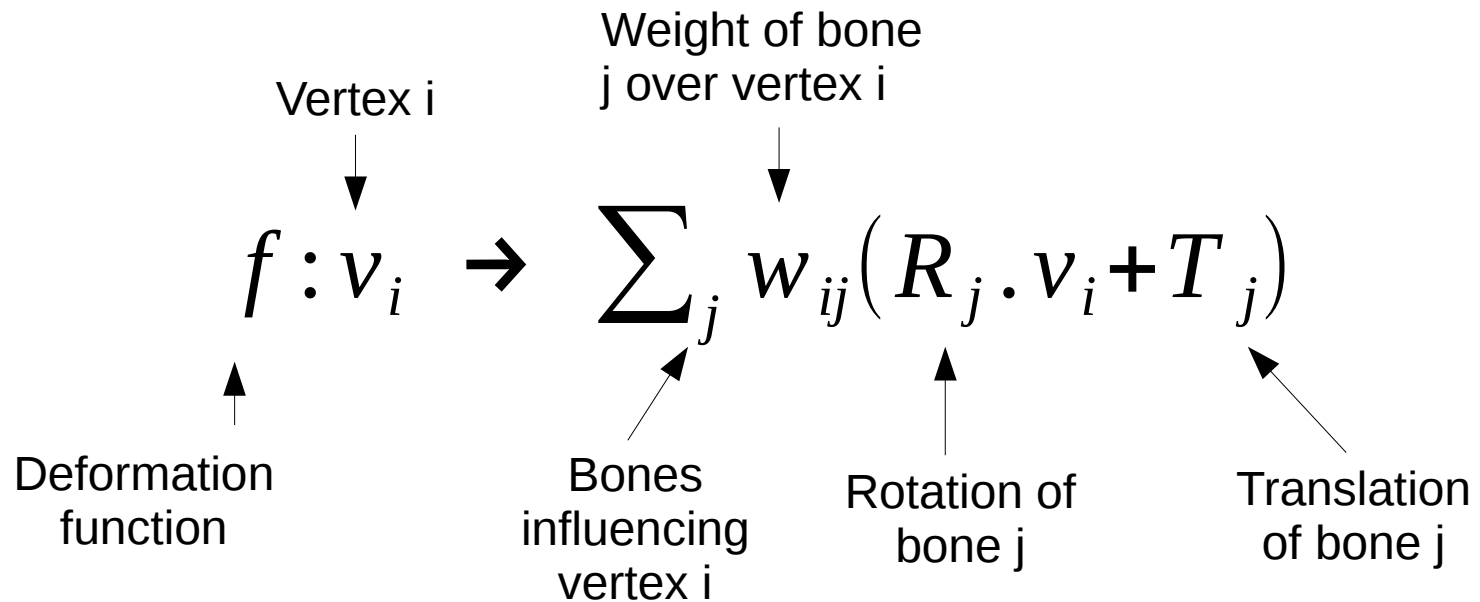 Weight of bone
j over vertex i
Vertex i
f : v_i → ∑_j w_ij(R_j . v_i + T_j)
Deformation
function
Bones
influencing
vertex i
Rotation of
bone j
Translation
of bone j